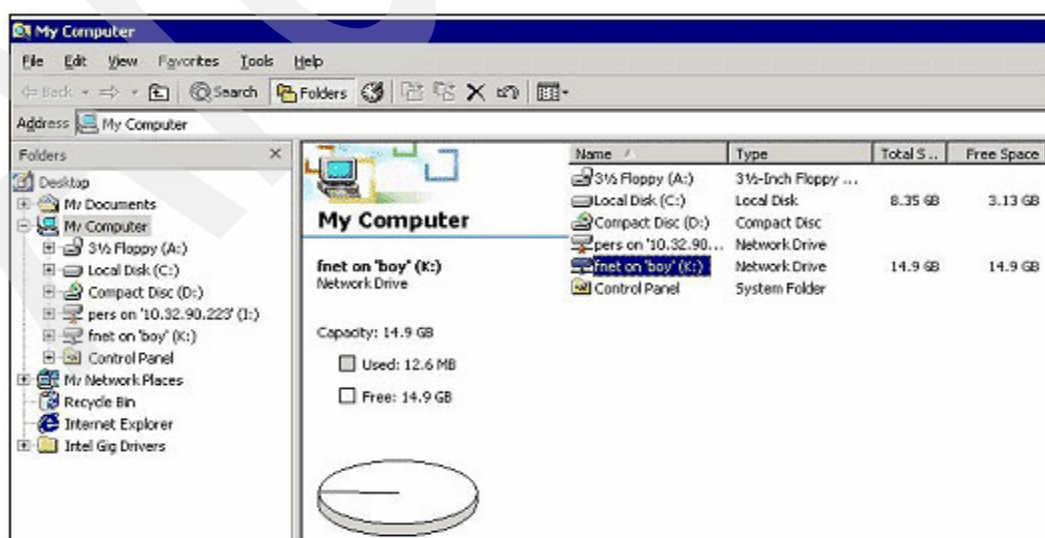 My Computer
File Edit View Favorites Tools Help
Back Search Folders
Address My Computer
Folders
Desktop
My Documents
My Computer
3½ Floppy (A:)
Local Disk (C:)
Compact Disc (D:)
pers on '10.32.90.223' (I:)
fnet on 'boy' (K:)
Control Panel
My Network Places
Recycle Bin
Internet Explorer
Intel Gig Drivers
My Computer
fnet on 'boy' (K:)
Network Drive
Capacity: 14.9 GB
Used: 12.6 MB
Free: 14.9 GB
Name Type Total S... Free Space
3½ Floppy (A:) 3½-Inch Floppy ...
Local Disk (C:) Local Disk 8.35 GB 3.13 GB
Compact Disc (D:) Compact Disc
pers on '10.32.90... Network Drive
fnet on 'boy' (K:) Network Drive 14.9 GB 14.9 GB
Control Panel System Folder